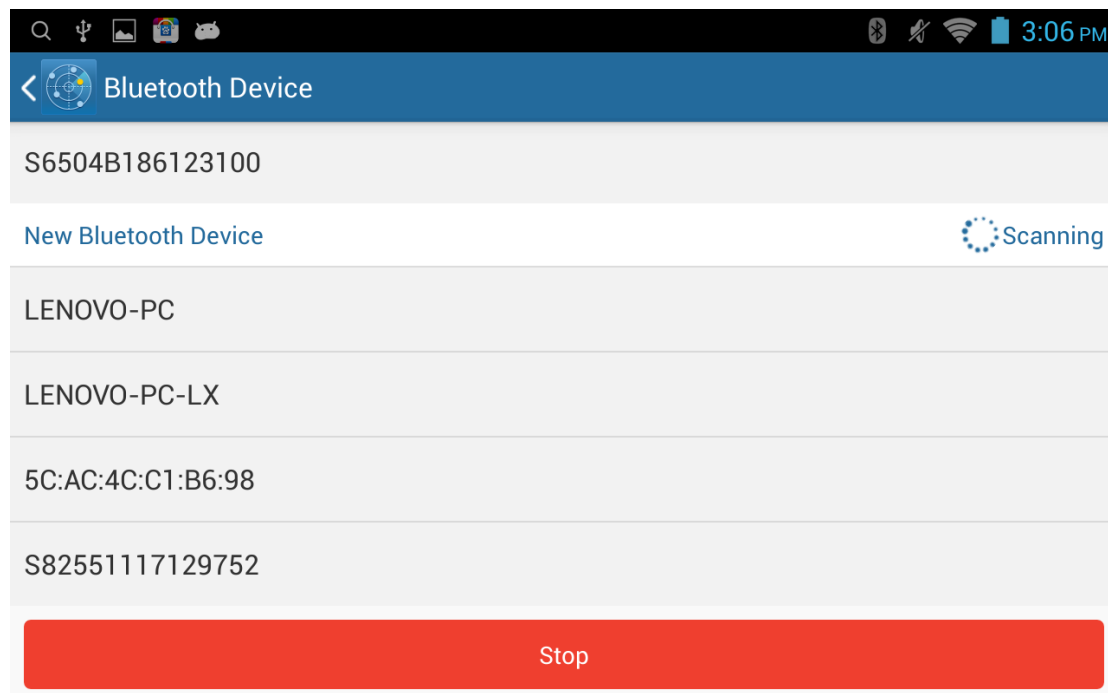 3:06 PM
Bluetooth Device
S6504B186123100
New Bluetooth Device Scanning
LENOVO-PC
LENOVO-PC-LX
5C:AC:4C:C1:B6:98
S82551117129752
Stop